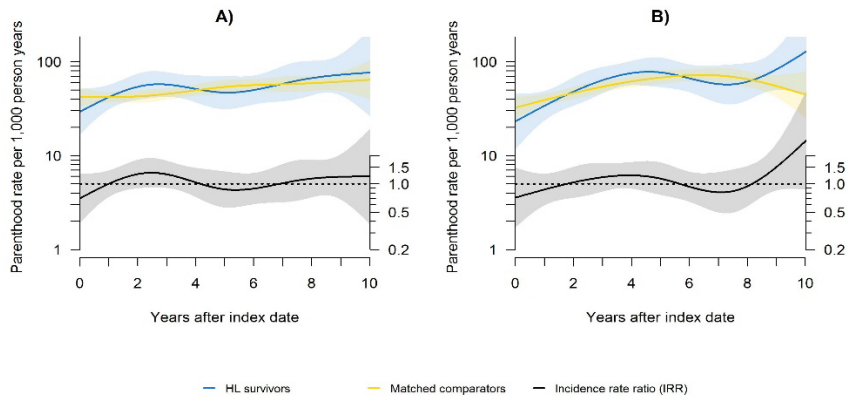 A)
Parenthood rate per 1,000 person years
100
10
1
1.5
1.0
0.5
0.2
0 2 4 6 8 10
Years after index date
B)
Parenthood rate per 1,000 person years
100
10
1
1.5
1.0
0.5
0.2
0 2 4 6 8 10
Years after index date
HL survivors Matched comparators Incidence rate ratio (IRR)